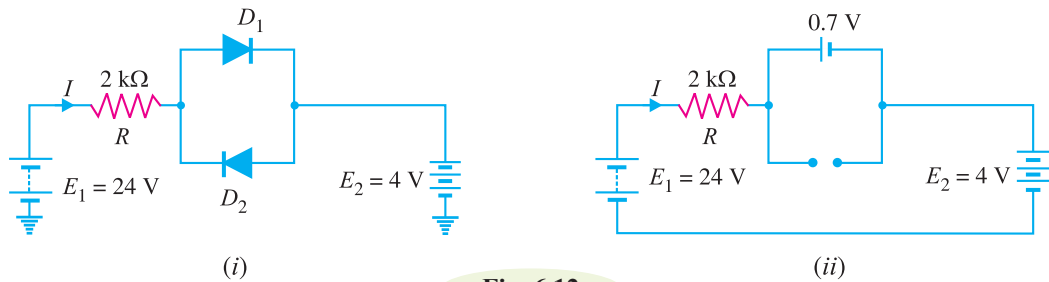 D1
I
2 kΩ
R
E1 = 24 V
D2
E2 = 4 V
(i)
0.7 V
I
2 kΩ
R
E1 = 24 V
E2 = 4 V
(ii)